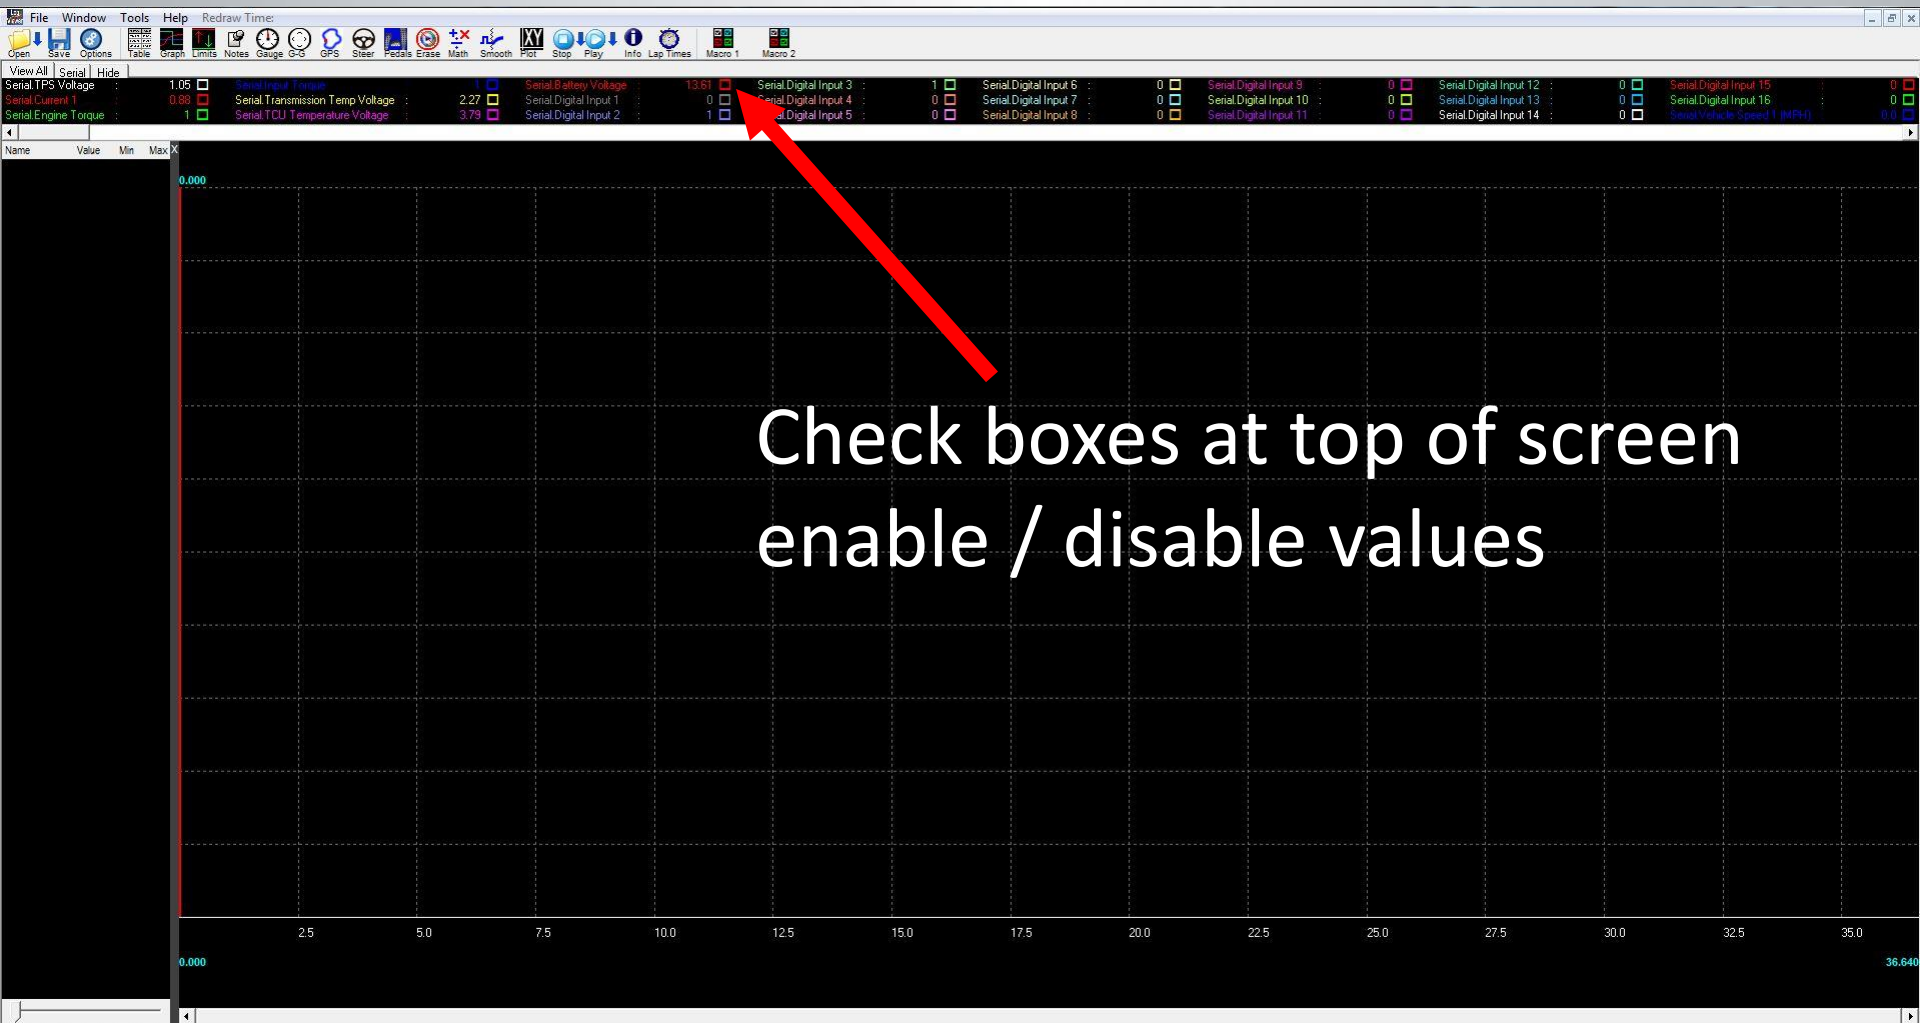 File Window Tools Help Redraw Time:
Open Save Options Table Graph Limits Notes Gauge G-G GPS Steer Pedals Erase Math Smooth Plot Stop Play Info Lap Times Macro 1 Macro 2
View All Serial Hide
Serial.TPS Voltage : 1.05 Serial.Input Torque : 1 Serial.Battery Voltage : 13.61 Serial.Digital Input 3 : 1 Serial.Digital Input 6 : 0 Serial.Digital Input 9 : 0 Serial.Digital Input 12 : 0 Serial.Digital Input 15 : 0
Serial.Current 1 : 0.88 Serial.Transmission Temp Voltage : 2.27 Serial.Digital Input 1 : 0 Serial.Digital Input 4 : 0 Serial.Digital Input 7 : 0 Serial.Digital Input 10 : 0 Serial.Digital Input 13 : 0 Serial.Digital Input 16 : 0
Serial.Engine Torque : 1 Serial.TCU Temperature Voltage : 3.79 Serial.Digital Input 2 : 1 Digital Input 5 : 0 Serial.Digital Input 8 : 0 Serial.Digital Input 11 : 0 Serial.Digital Input 14 : 0 Serial.Vehicle Speed 1 (MPH) 0.0
Name Value Min Max X
0.000
Check boxes at top of screen
enable / disable values
2.5 5.0 7.5 10.0 12.5 15.0 17.5 20.0 22.5 25.0 27.5 30.0 32.5 35.0
0.000 36.640